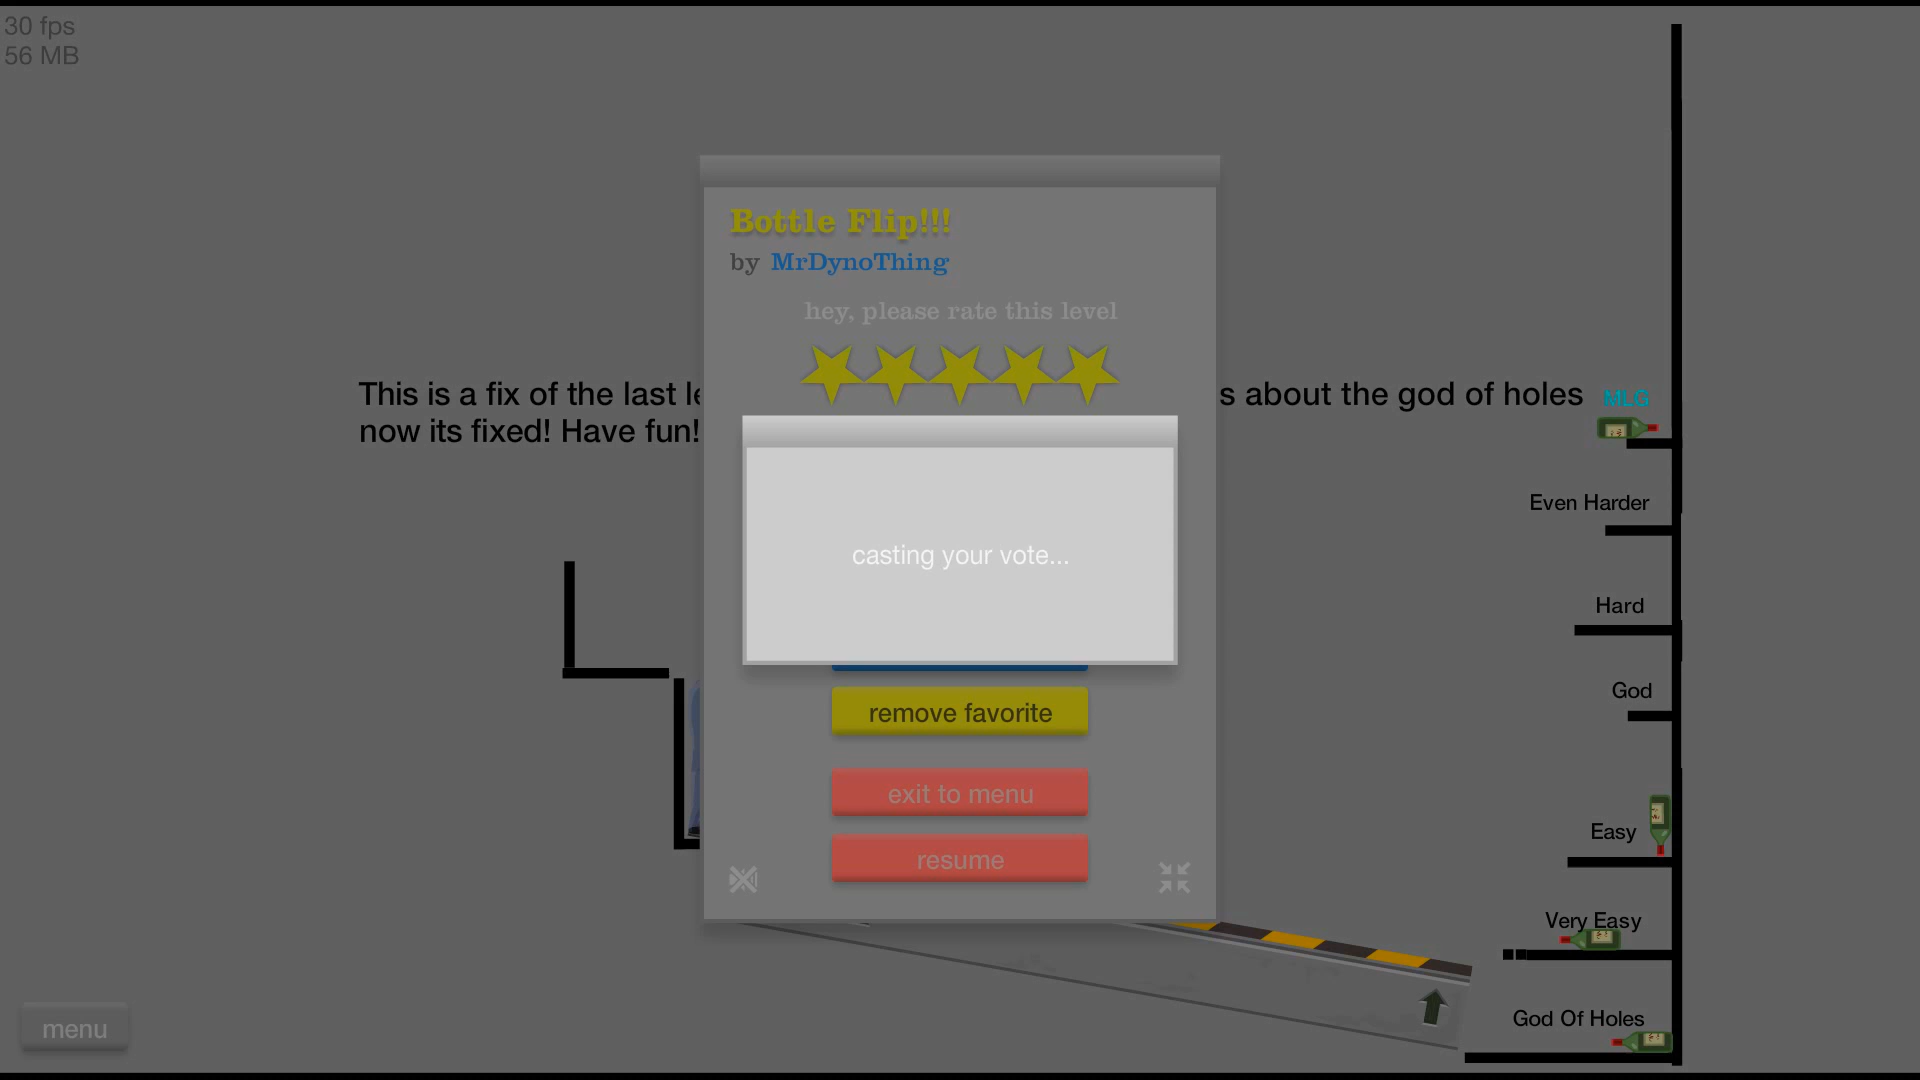 30 fps
56 MB
Bottle Flip!!!
by MrDynoThing
hey, please rate this level
This is a fix of the last s about the god of holes
now its fixed! Have fun!
MLG
Even Harder
casting your vote...
Hard
God
remove favorite
exit to menu
Easy
resume
Very Easy
God Of Holes
menu